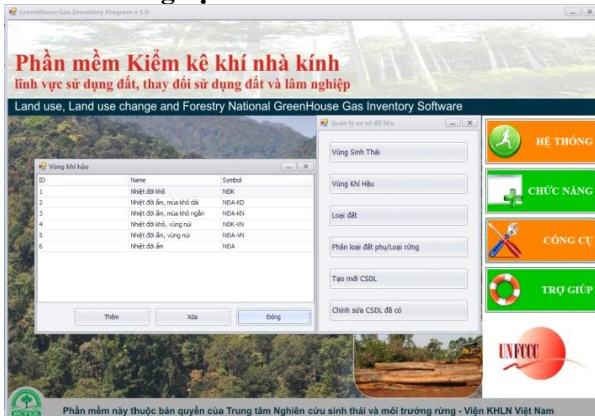 GreenHouse Gas Inventory Program v 1.0
Phần mềm Kiểm kê khí nhà kính
lĩnh vực sử dụng đất, thay đổi sử dụng đất và lâm nghiệp
Land use, Land use change and Forestry National GreenHouse Gas Inventory Software
Quản lý cơ sở dữ liệu
Vùng Sinh Thái
Vùng Khí Hậu
Loại đất
Phân loại đất phụ/Loại rừng
Tạo mới CSDL
Chỉnh sửa CSDL đã có
Vùng khí hậu
ID Name Symbol
1 Nhiệt đới khô NĐK
2 Nhiệt đới ẩm, mùa khô dài NĐA-KD
3 Nhiệt đới ẩm, mùa khô ngắn NĐA-KN
4 Nhiệt đới khô, vùng núi NĐK-VN
5 Nhiệt đới ẩm, vùng núi NĐA-VN
6 Nhiệt đới ẩm NĐA
Thêm Xóa Đóng
HỆ THỐNG
CHỨC NĂNG
CÔNG CỤ
TRỢ GIÚP
UNFCCC
RCFEE
Phần mềm này thuộc bản quyền của Trung tâm Nghiên cứu sinh thái và môi trường rừng - Viện KHLN Việt Nam